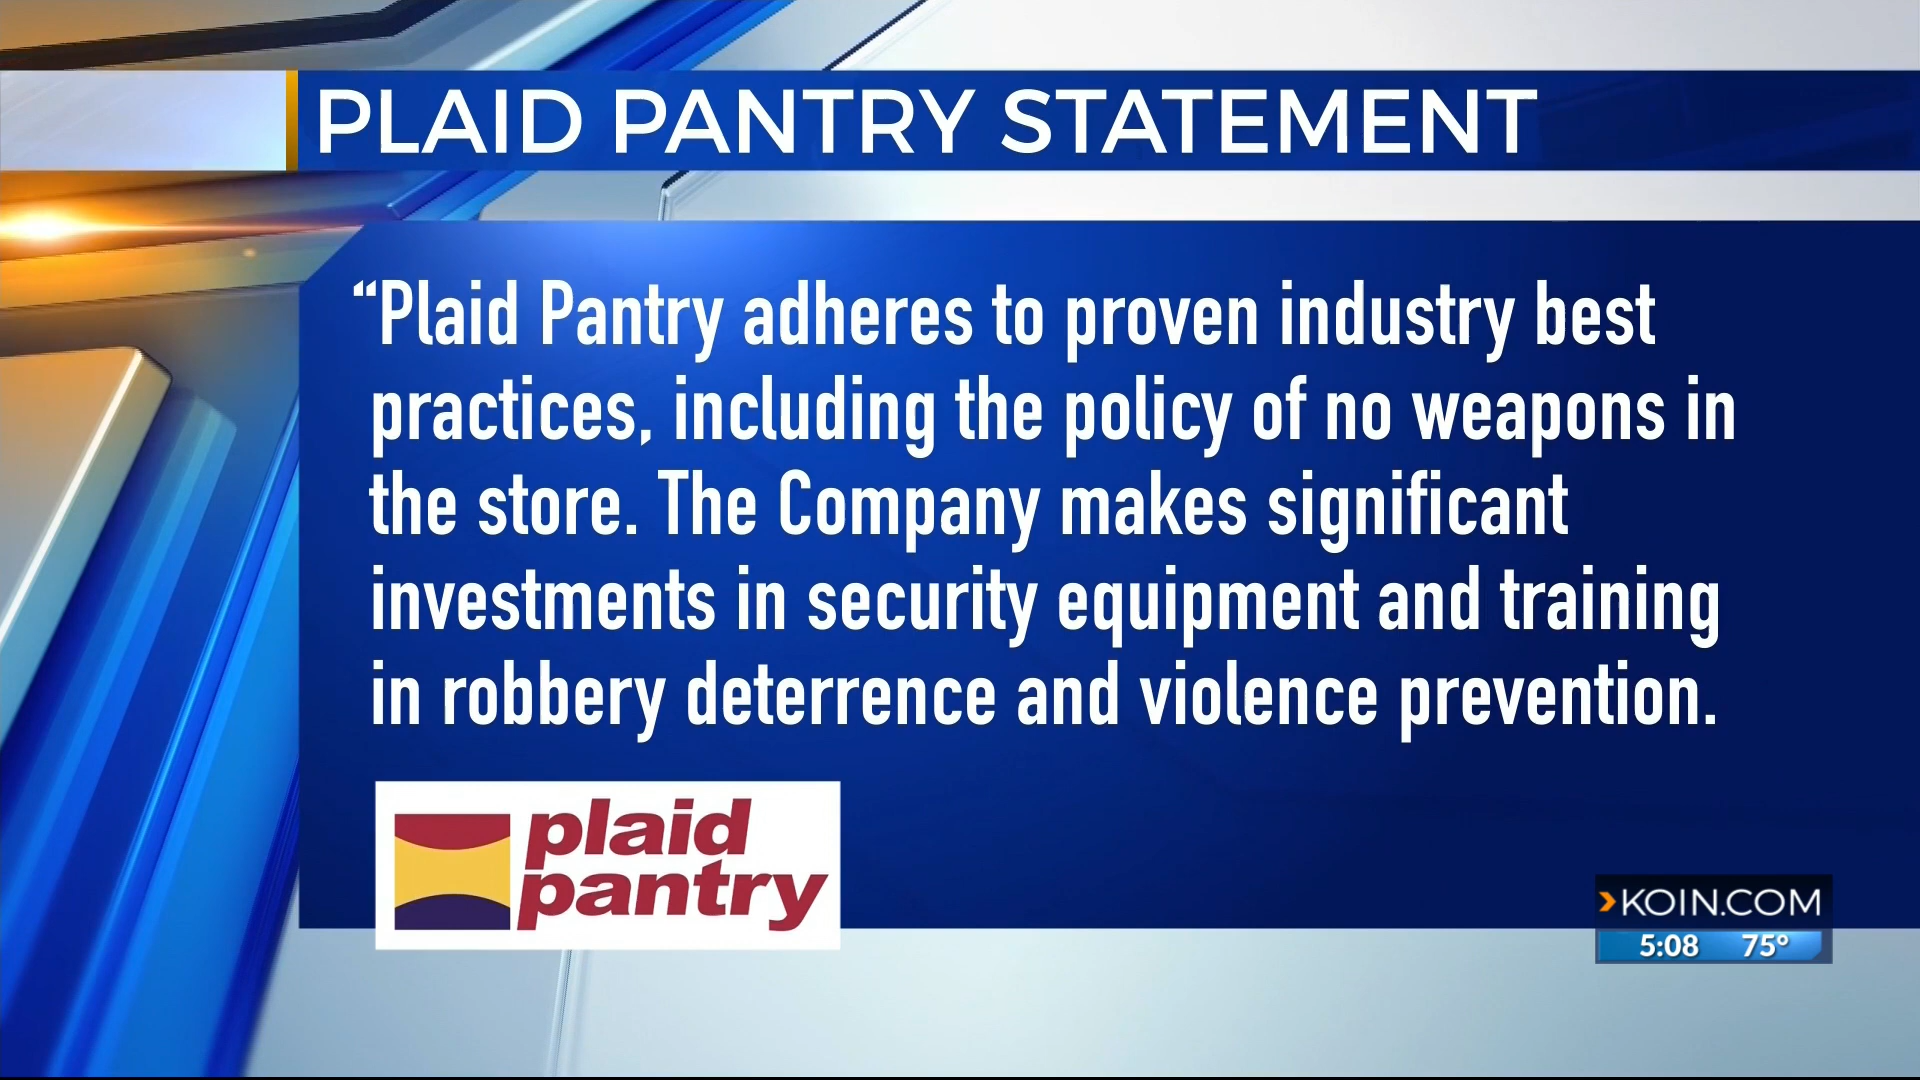 PLAID PANTRY STATEMENT
“Plaid Pantry adheres to proven industry best
practices, including the policy of no weapons in
the store. The Company makes significant
investments in security equipment and training
in robbery deterrence and violence prevention.
plaid
pantry
KOIN.COM
5:08 75°